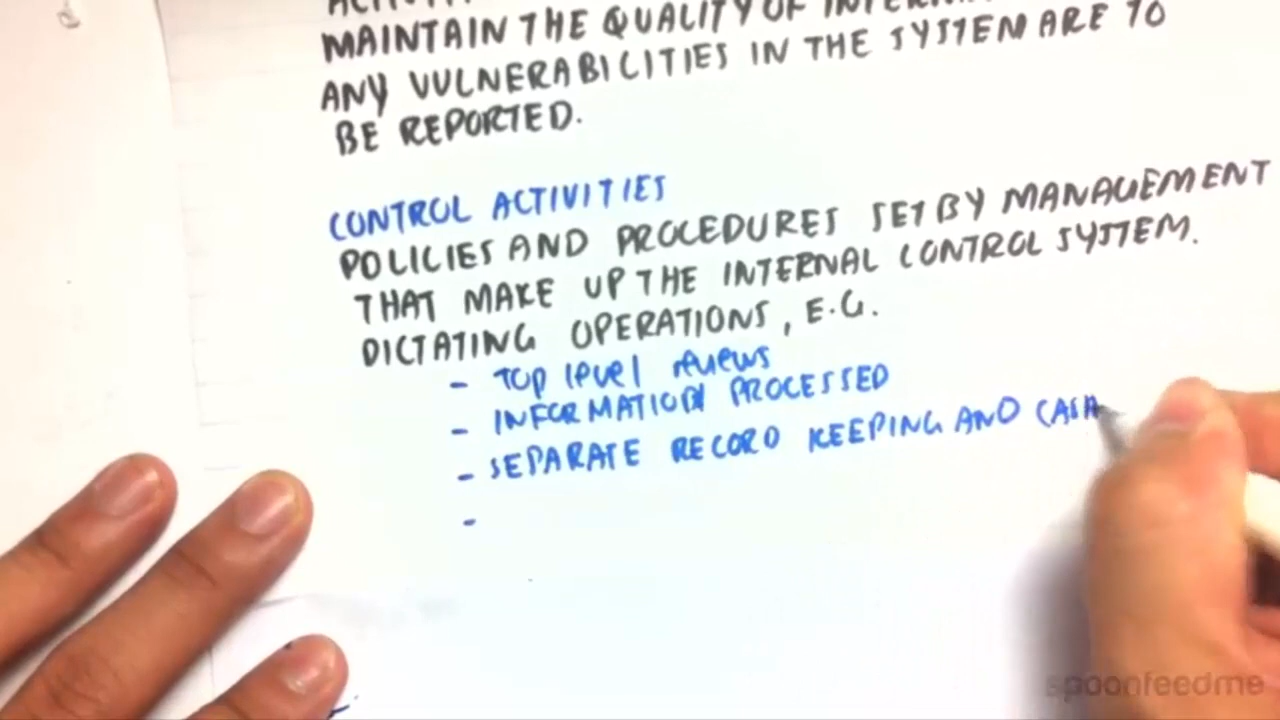 MAINTAIN THE QUALITY OF
ANY VULNERABILITIES IN THE SYSTEM ARE TO
BE REPORTED.
CONTROL ACTIVITIES
POLICIES AND PROCEDURES SET BY MANAGEMENT
THAT MAKE UP THE INTERNAL CONTROL SYSTEM.
DICTATING OPERATIONS, E.G.
- TOP level reviews
- INFORMATION PROCESSED
- SEPARATE RECORD KEEPING AND CASH
-
spoonfeedme